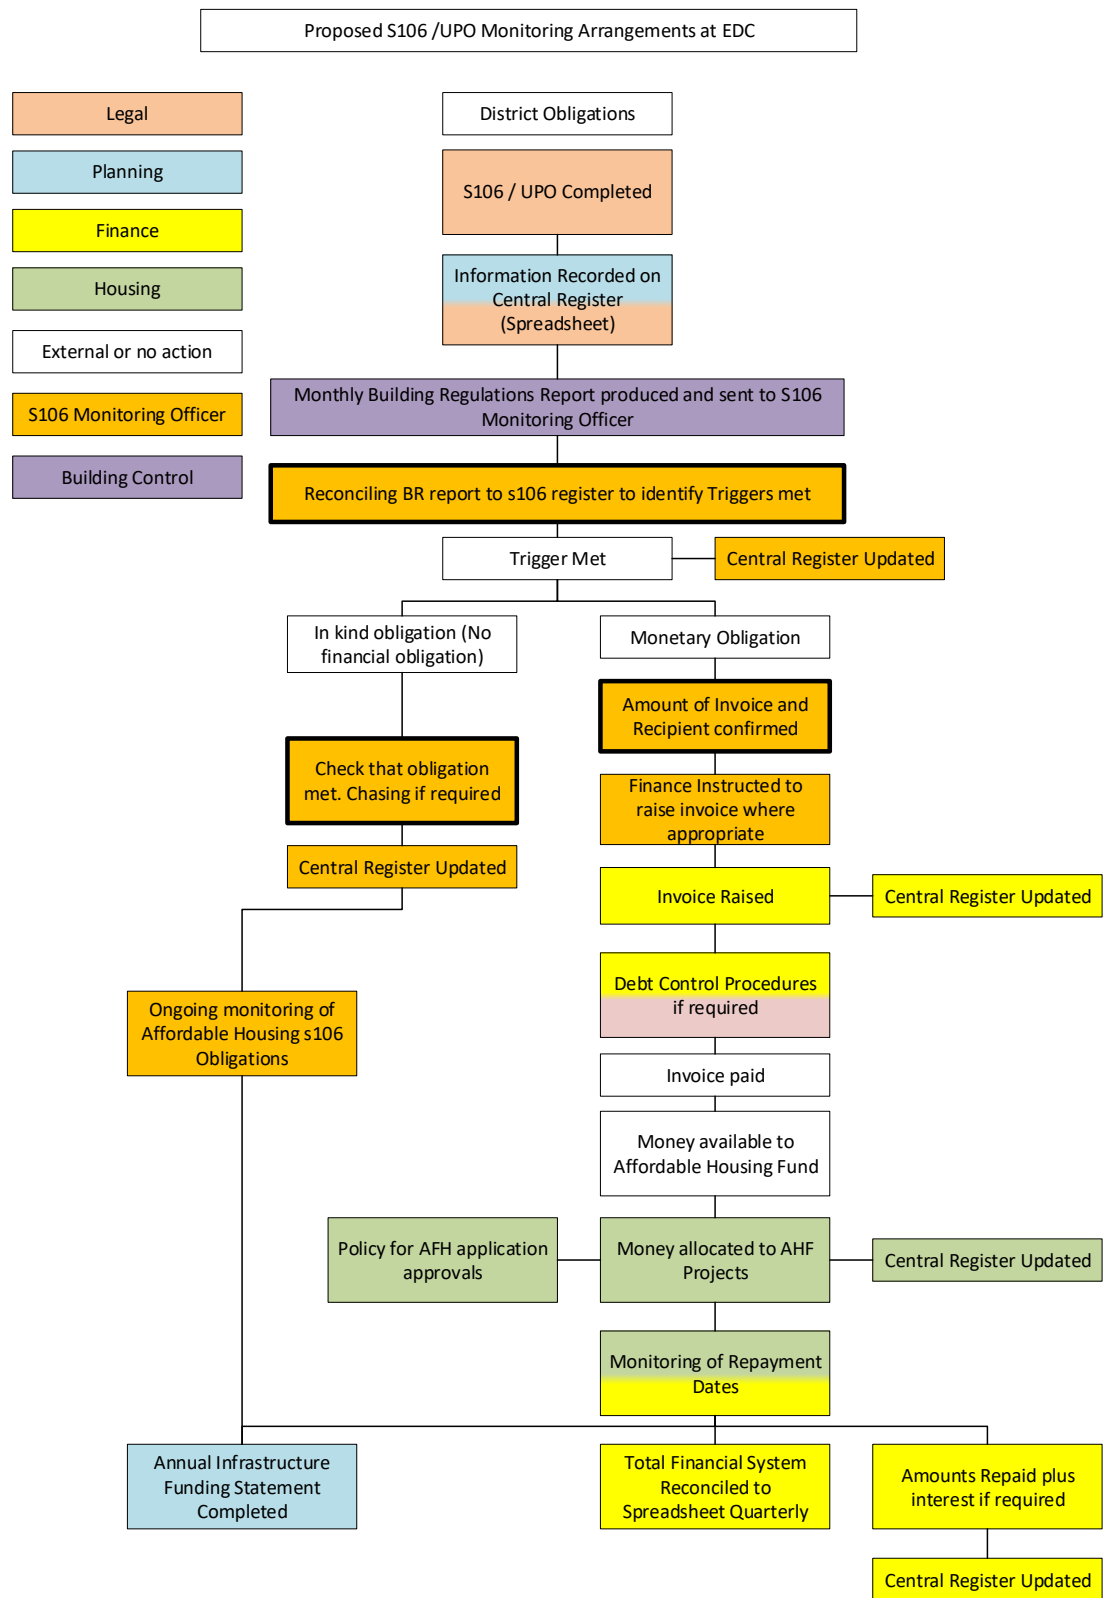 Proposed S106 /UPO Monitoring Arrangements at EDC
Legal
Planning
Finance
Housing
External or no action
S106 Monitoring Officer
Building Control
District Obligations
S106 / UPO Completed
Information Recorded on
Central Register
(Spreadsheet)
Monthly Building Regulations Report produced and sent to S106
Monitoring Officer
Reconciling BR report to s106 register to identify Triggers met
Trigger Met
Central Register Updated
In kind obligation (No
financial obligation)
Monetary Obligation
Check that obligation
met. Chasing if required
Central Register Updated
Amount of Invoice and
Recipient confirmed
Finance Instructed to
raise invoice where
appropriate
Invoice Raised
Central Register Updated
Debt Control Procedures
if required
Ongoing monitoring of
Affordable Housing s106
Obligations
Invoice paid
Money available to
Affordable Housing Fund
Policy for AFH application
approvals
Money allocated to AHF
Projects
Central Register Updated
Monitoring of Repayment
Dates
Annual Infrastructure
Funding Statement
Completed
Total Financial System
Reconciled to
Spreadsheet Quarterly
Amounts Repaid plus
interest if required
Central Register Updated